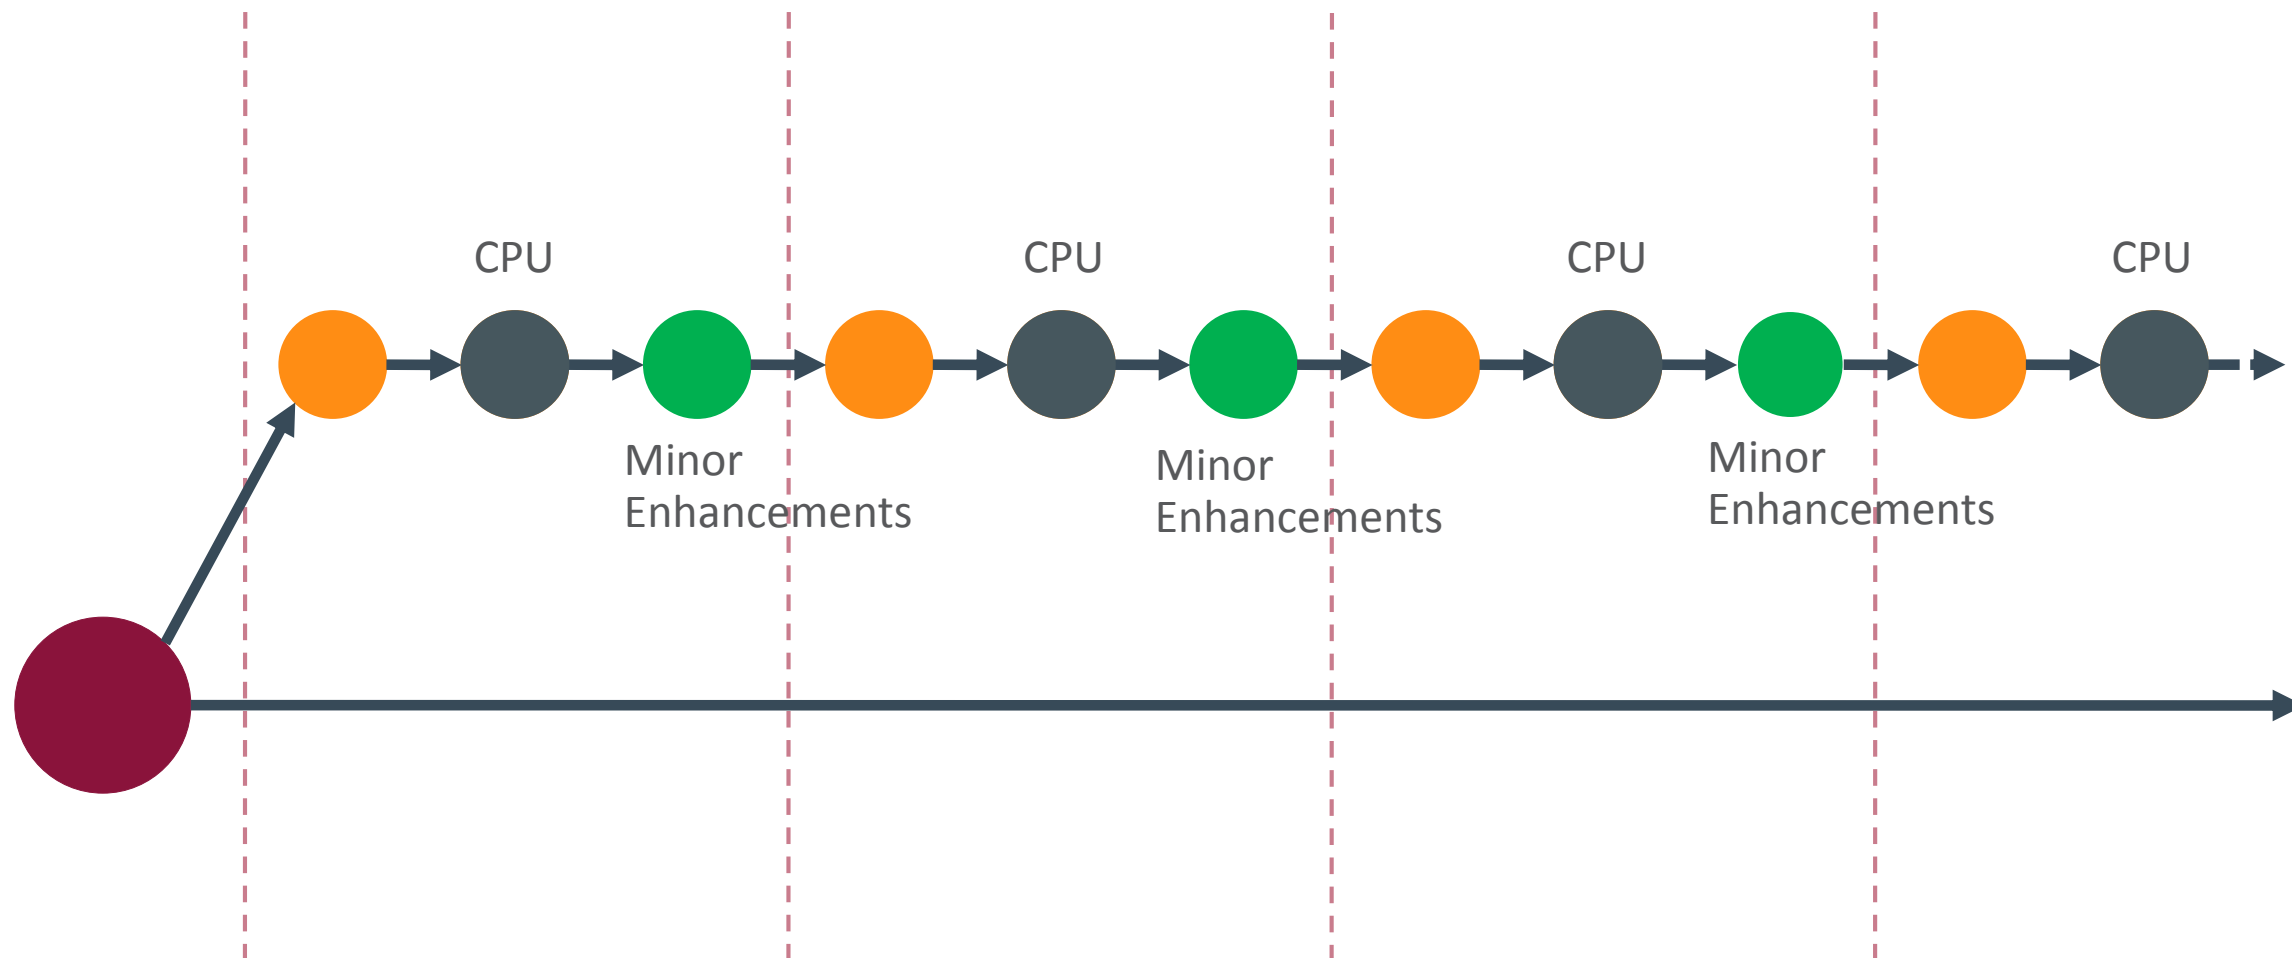 CPU
CPU
CPU
CPU
Minor
Enhancements
Minor
Enhancements
Minor
Enhancements